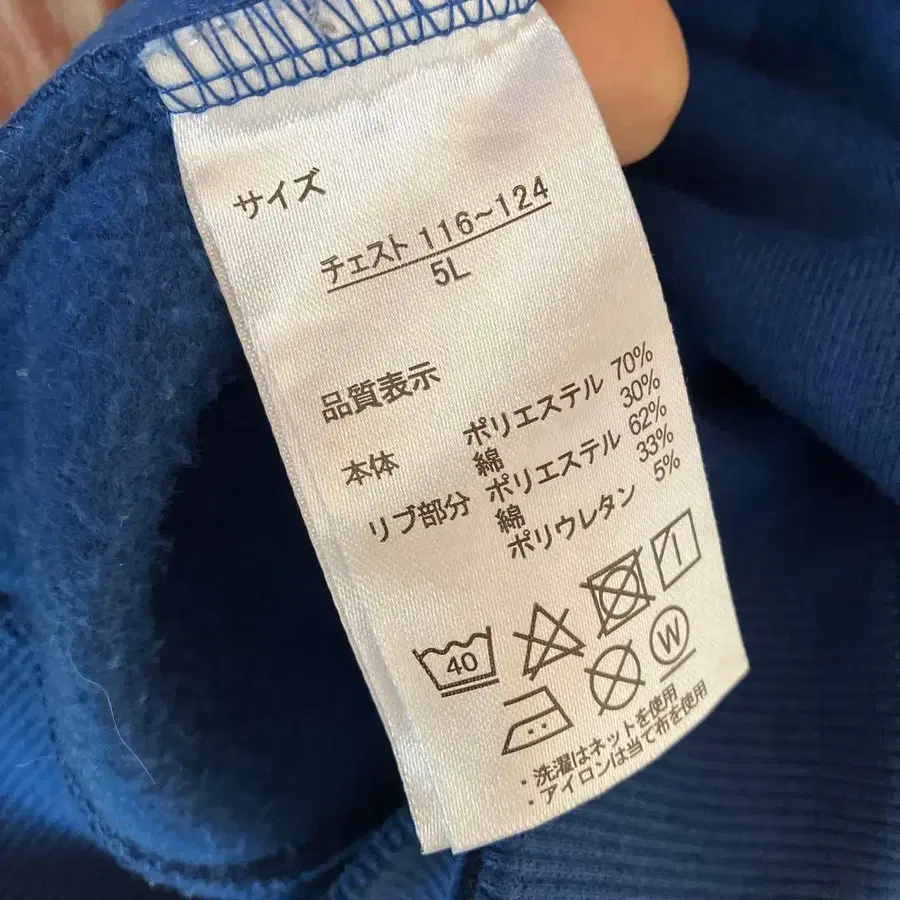 サイズ
チェスト 116~124
5L
品質表示
本体 ポリエステル 70%
綿 30%
リブ部分 ポリエステル 62%
綿 33%
ポリウレタン 5%
40
W
・洗濯はネットを使用
・アイロンは当て布を使用